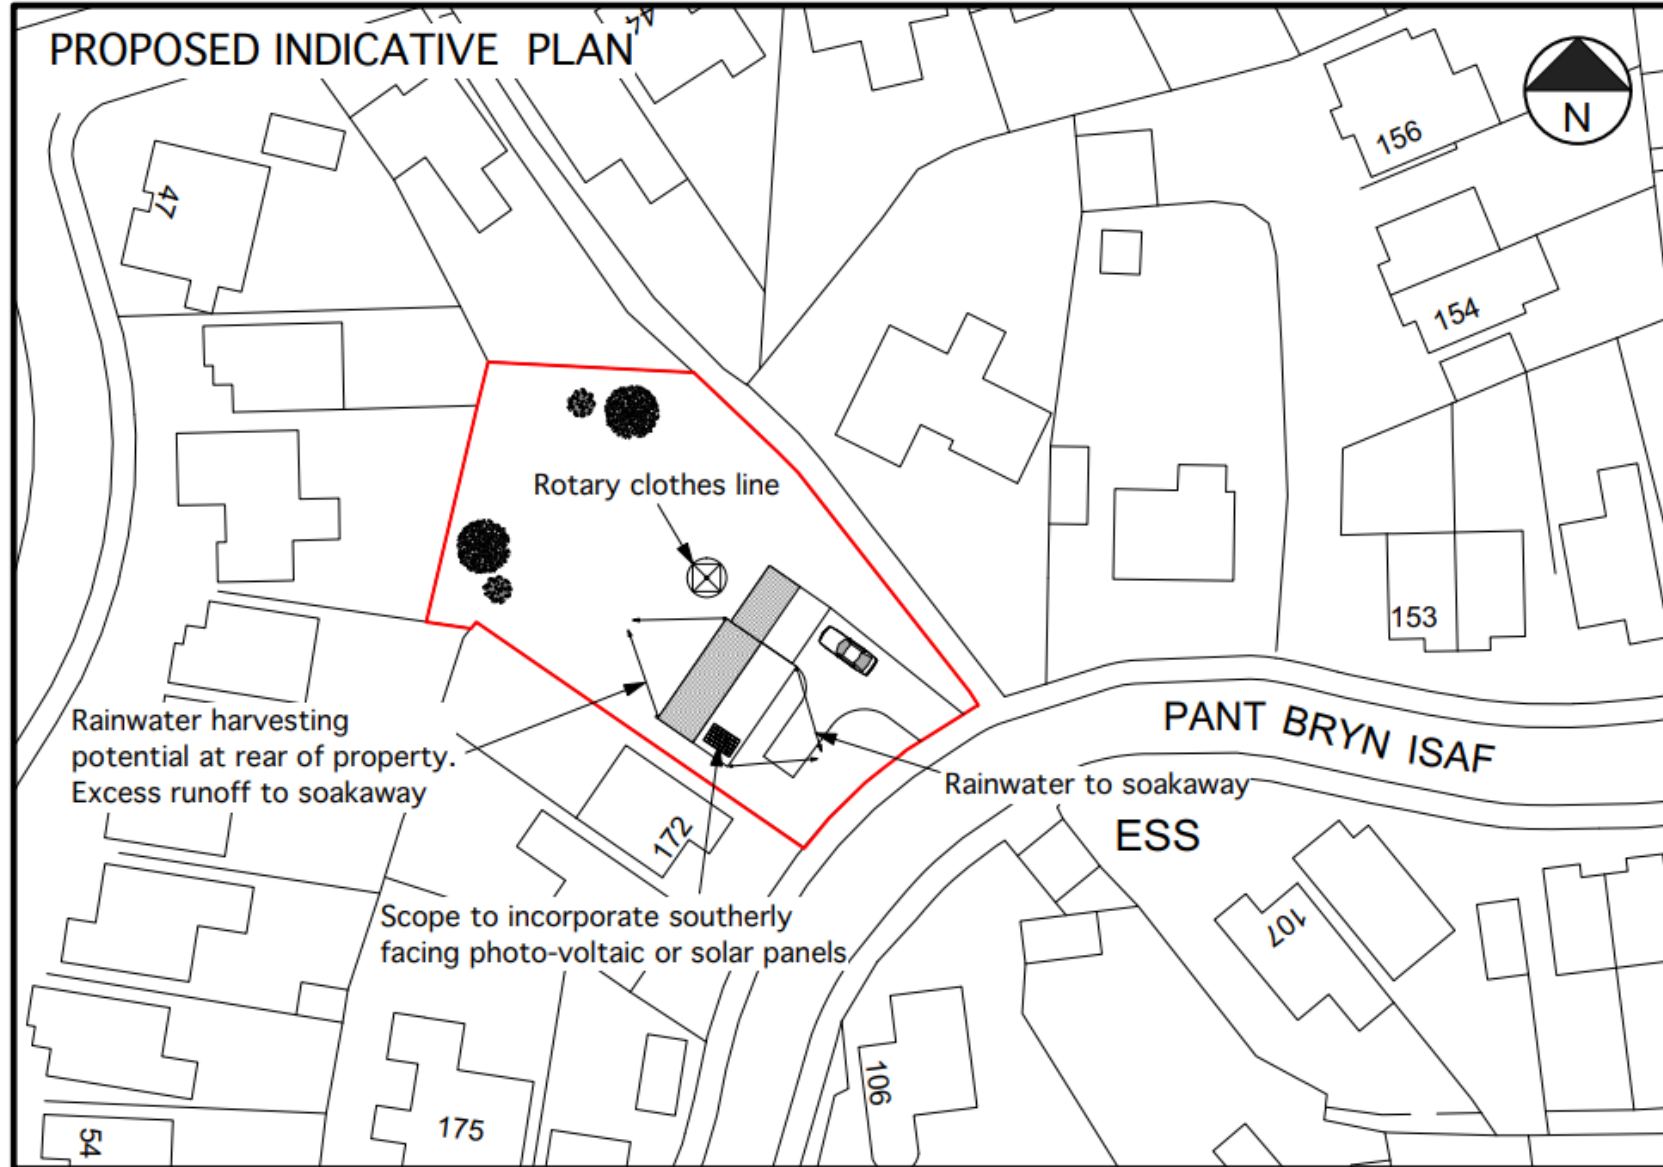 PROPOSED INDICATIVE PLAN
44
N
156
47
154
Rotary clothes line
153
PANT BRYN ISAF
Rainwater harvesting
potential at rear of property.
Excess runoff to soakaway
Rainwater to soakaway
172
ESS
Scope to incorporate southerly
facing photo-voltaic or solar panels
107
106
175
54